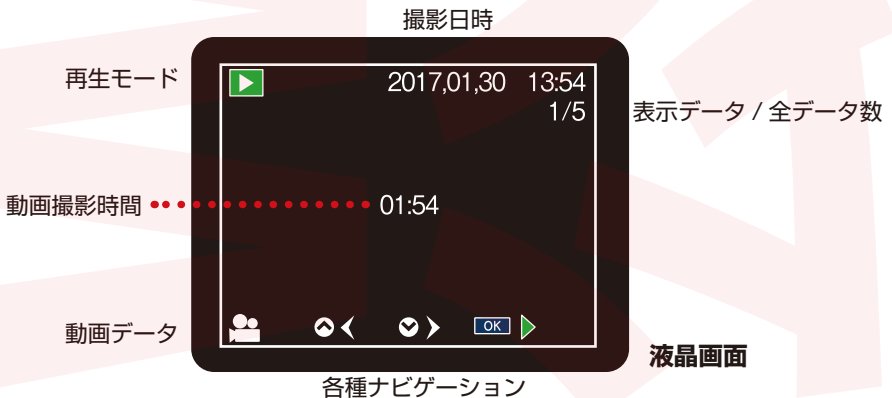 撮影日時
再生モード
2017,01,30 13:54
1/5
表示データ / 全データ数
動画撮影時間
01:54
動画データ
OK
液晶画面
各種ナビゲーション